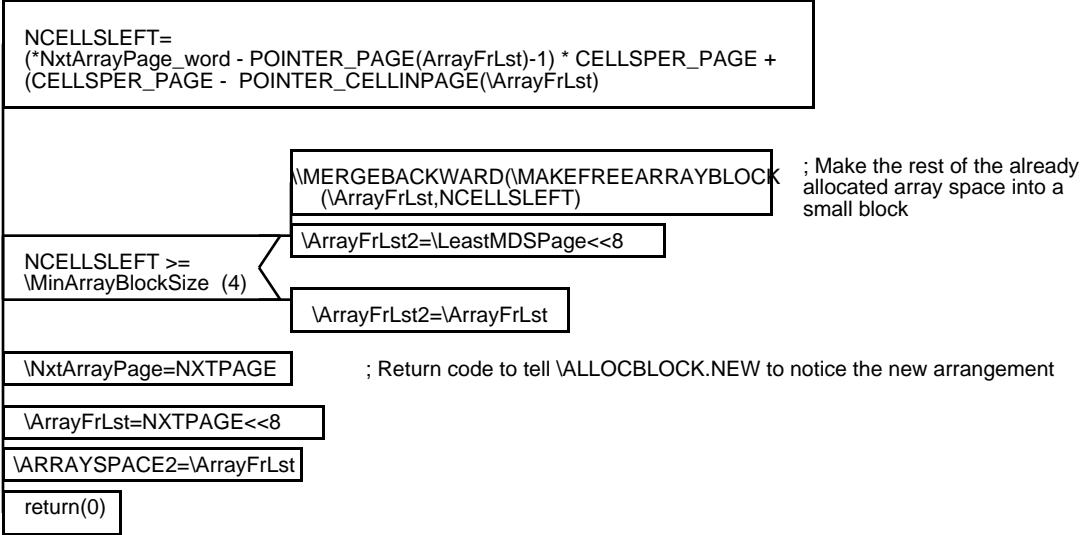 NCELLSLEFT=
(*NxtArrayPage_word - POINTER_PAGE(ArrayFrLst)-1) * CELLSPER_PAGE +
(CELLSPER_PAGE -  POINTER_CELLINPAGE(\ArrayFrLst)
\\MERGEBACKWARD(\MAKEFREEARRAYBLOCK
(\ArrayFrLst,NCELLSLEFT)
; Make the rest of the already
allocated array space into a
small block
\ArrayFrLst2=\LeastMDSPage<<8
NCELLSLEFT >=
\MinArrayBlockSize  (4)
\ArrayFrLst2=\ArrayFrLst
\NxtArrayPage=NXTPAGE
; Return code to tell \ALLOCBLOCK.NEW to notice the new arrangement
\ArrayFrLst=NXTPAGE<<8
\ARRAYSPACE2=\ArrayFrLst
return(0)